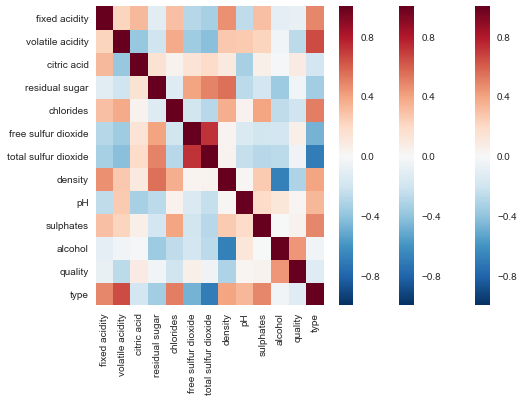 fixed acidity
volatile acidity
citric acid
residual sugar
chlorides
free sulfur dioxide
total sulfur dioxide
density
pH
sulphates
alcohol
quality
type
fixed acidity
volatile acidity
citric acid
residual sugar
chlorides
free sulfur dioxide
total sulfur dioxide
density
pH
sulphates
alcohol
quality
type
0.8
0.4
0.0
−0.4
−0.8
0.8
0.4
0.0
−0.4
−0.8
0.8
0.4
0.0
−0.4
−0.8